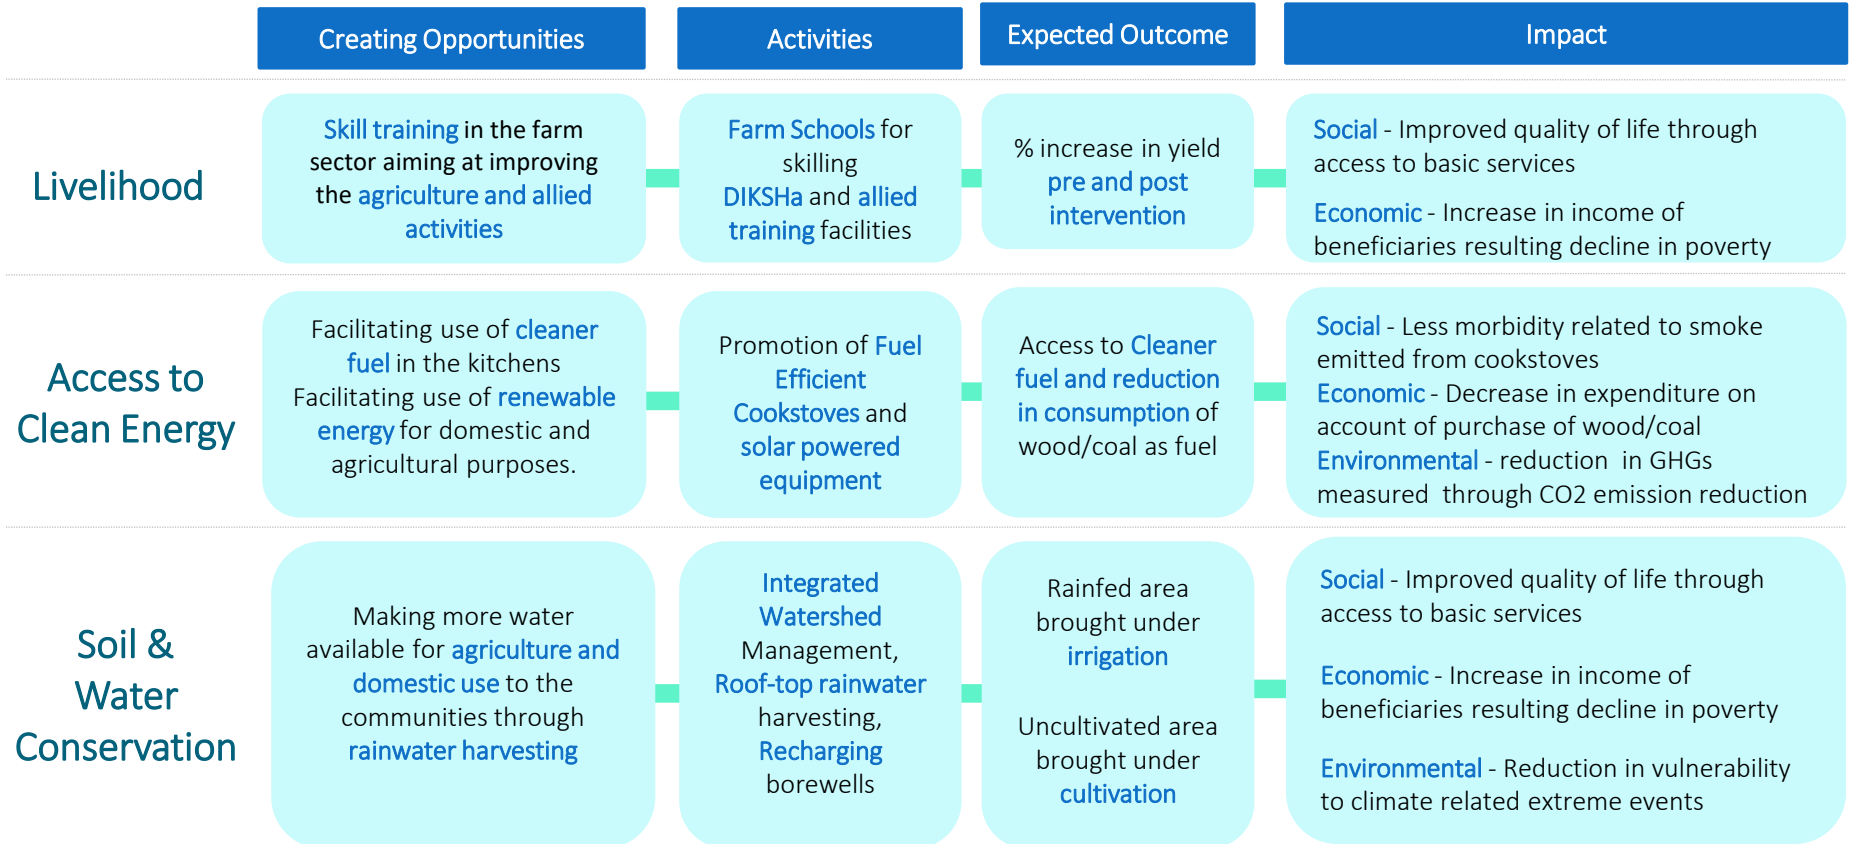 Creating Opportunities
Activities
Expected Outcome
Impact
Livelihood
Skill training in the farm
sector aiming at improving
the agriculture and allied
activities
Farm Schools for
skilling
DIKSHa and allied
training facilities
% increase in yield
pre and post
intervention
Social - Improved quality of life through
access to basic services
Economic - Increase in income of
beneficiaries resulting decline in poverty
Access to
Clean Energy
Facilitating use of cleaner
fuel in the kitchens
Facilitating use of renewable
energy for domestic and
agricultural purposes.
Promotion of Fuel
Efficient
Cookstoves and
solar powered
equipment
Access to Cleaner
fuel and reduction
in consumption of
wood/coal as fuel
Social - Less morbidity related to smoke
emitted from cookstoves
Economic - Decrease in expenditure on
account of purchase of wood/coal
Environmental - reduction in GHGs
measured through CO2 emission reduction
Soil &
Water
Conservation
Making more water
available for agriculture and
domestic use to the
communities through
rainwater harvesting
Integrated
Watershed
Management,
Roof-top rainwater
harvesting,
Recharging
borewells
Rainfed area
brought under
irrigation
Uncultivated area
brought under
cultivation
Social - Improved quality of life through
access to basic services
Economic - Increase in income of
beneficiaries resulting decline in poverty
Environmental - Reduction in vulnerability
to climate related extreme events